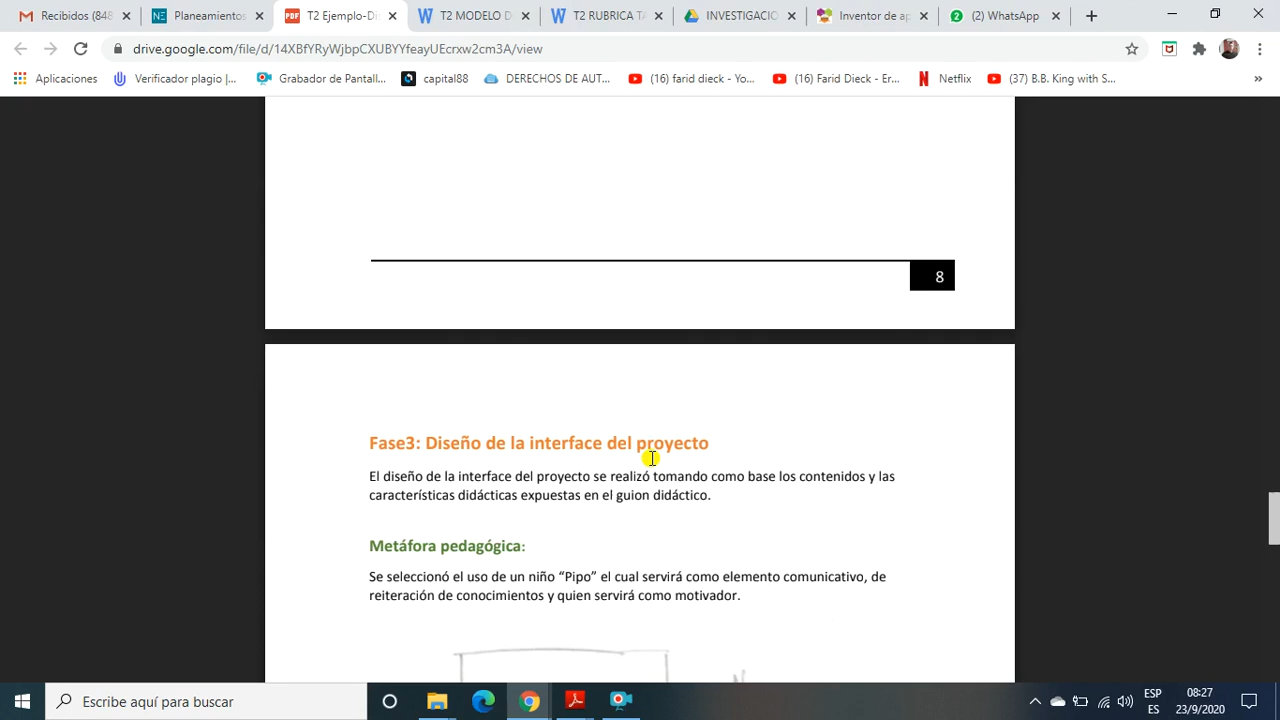 Recibidos (848
Planeamientos
T2 Ejemplo-Di
T2 MODELO D
T2 RUBRICA TA
INVESTIGACIO
Inventor de ap
(2) WhatsApp
drive.google.com/file/d/14XBfYRyWjbpCXUBYYfeayUEcrxw2cm3A/view
Aplicaciones
Verificador plagio |...
Grabador de Pantall...
capital88
DERECHOS DE AUT...
(16) farid dieck - Yo...
(16) Farid Dieck - Er...
Netflix
(37) B.B. King with S...
8
Fase3: Diseño de la interface del proyecto
El diseño de la interface del proyecto se realizó tomando como base los contenidos y las
características didácticas expuestas en el guion didáctico.
Metáfora pedagógica:
Se seleccionó el uso de un niño “Pipo” el cual servirá como elemento comunicativo, de
reiteración de conocimientos y quien servirá como motivador.
Escribe aquí para buscar
ESP
ES
08:27
23/9/2020